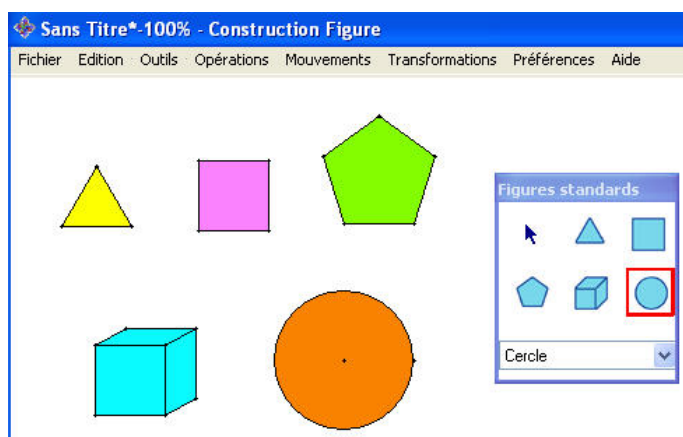 Sans Titre*-100% - Construction Figure
Fichier Edition Outils Opérations Mouvements Transformations Préférences Aide
Figures standards
Cercle